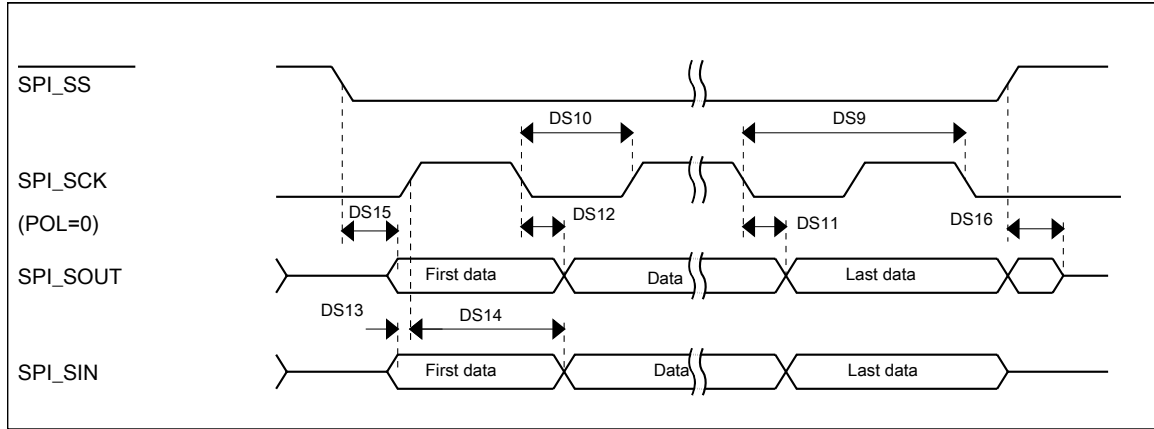 SPI_SS
DS10
DS9
SPI_SCK
(POL=0)
DS15
DS12
DS11
DS16
SPI_SOUT
First data
Data
Last data
DS13
DS14
SPI_SIN
First data
Data
Last data